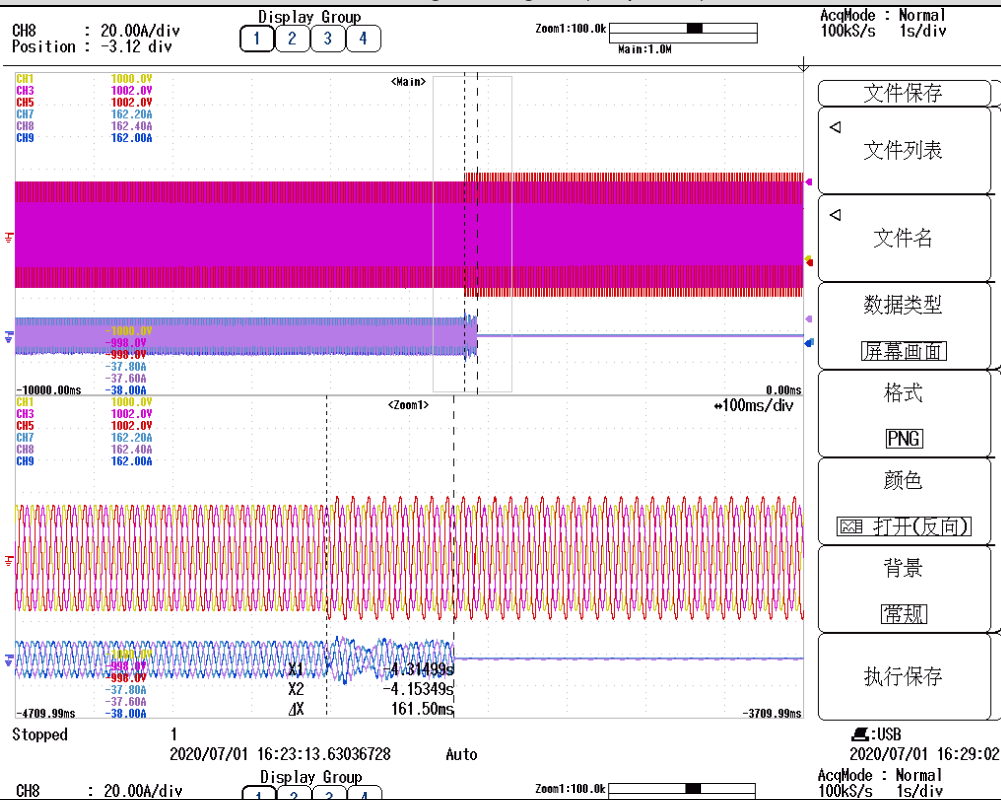 CH8 : 20.00A/div
Position : -3.12 div
Display Group
1 2 3 4
Zoom1:100.0k
Main:1.0M
AcqMode : Normal
100kS/s 1s/div
CH1 1000.0V
CH3 1002.0V
CH5 1002.0V
CH7 162.20A
CH8 162.40A
CH9 162.00A
<Main>
-1000.0V
-998.0V
-998.0V
-37.80A
-37.60A
-38.00A
-10000.00ms
0.00ms
CH1 1000.0V
CH3 1002.0V
CH5 1002.0V
CH7 162.20A
CH8 162.40A
CH9 162.00A
<Zoom1>
↔100ms/div
-1000.0V
-998.0V
-998.0V
-37.80A
-37.60A
-38.00A
X1 -4.31499s
X2 -4.15349s
⊿X 161.50ms
-4709.99ms
-3709.99ms
文件保存
文件列表
文件名
数据类型
屏幕画面
格式
PNG
颜色
打开(反向)
背景
常规
执行保存
Stopped 1
2020/07/01 16:23:13.63036728 Auto
:USB
2020/07/01 16:29:02
CH8 : 20.00A/div
Display Group
1 2 3 4
Zoom1:100.0k
AcqMode : Normal
100kS/s 1s/div